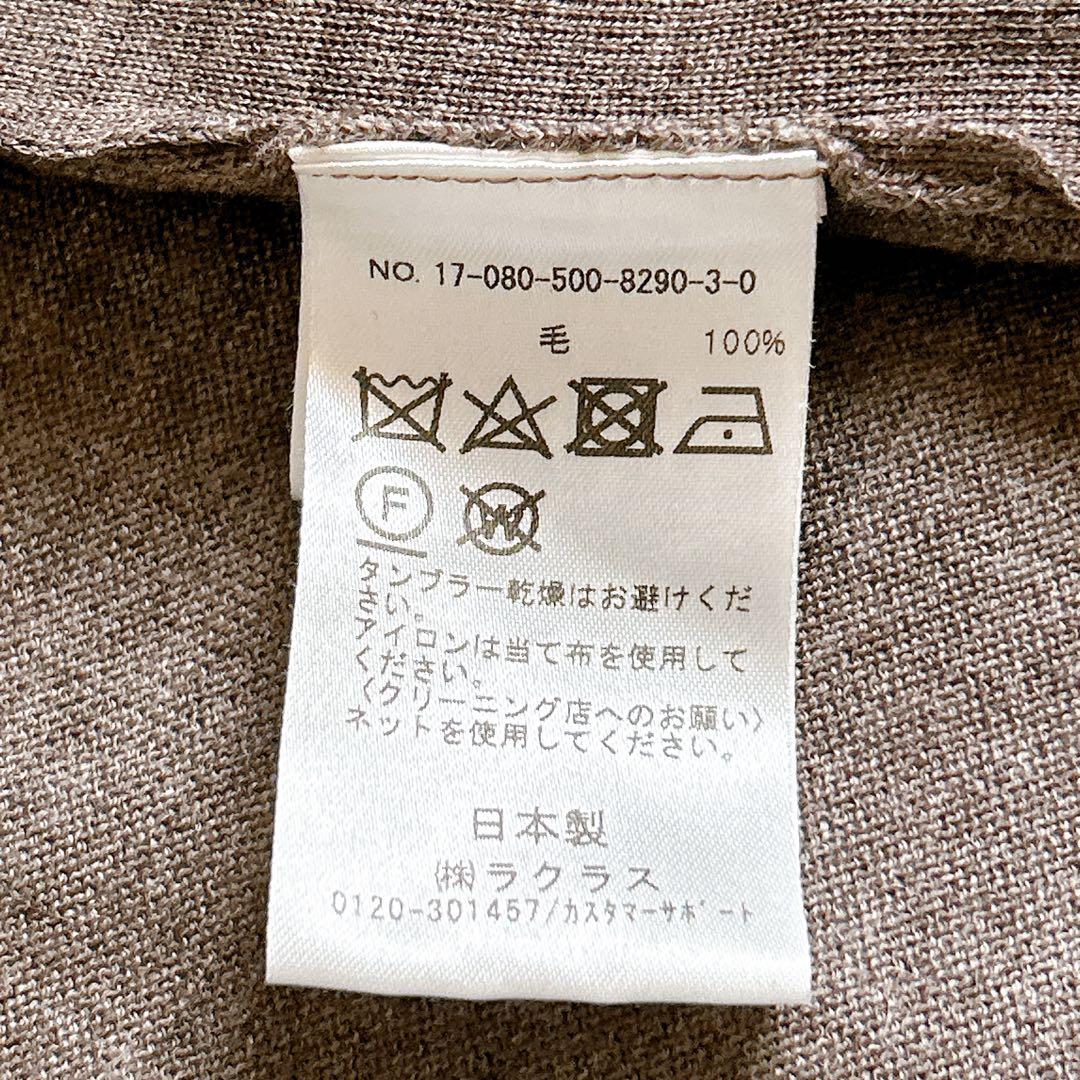 NO. 17-080-500-8290-3-0
毛 100%
F W
タンブラー乾燥はお避けくだ
さい。
アイロンは当て布を使用して
ください。
〈クリーニング店へのお願い〉
ネットを使用してください。
日本製
㈱ラクラス
0120-301457/ｶｽﾀﾏｰｻﾎﾟｰﾄ